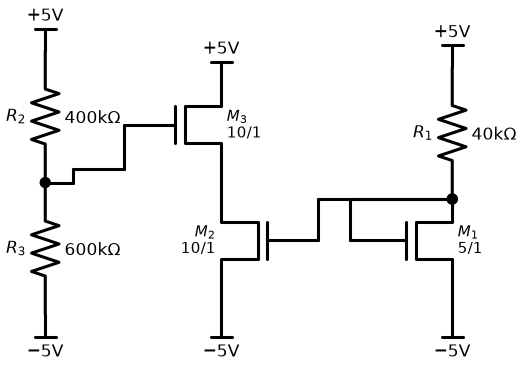 +5V
+5V
+5V
R₂ 400kΩ
M₃
10/1
R₁ 40kΩ
M₂
10/1
M₁
5/1
R₃ 600kΩ
−5V
−5V
−5V